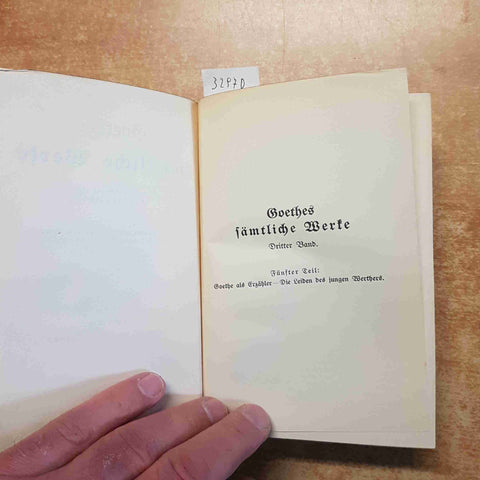 32970
Goethes
sämtliche Werke
Dritter Band.
Fünfter Teil:
Goethe als Erzähler — Die Leiden des jungen Werthers.